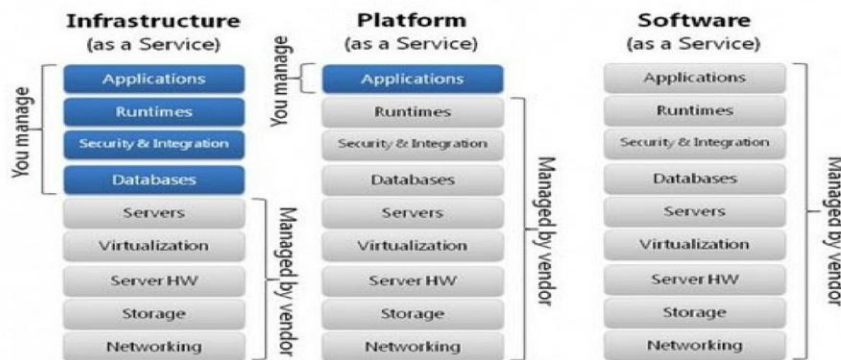 Infrastructure
(as a Service)
You manage
Applications
Runtimes
Security & Integration
Databases
Servers
Virtualization
Server HW
Storage
Networking
Managed by vendor
Platform
(as a Service)
You manage
Applications
Runtimes
Security & Integration
Databases
Servers
Virtualization
Server HW
Storage
Networking
Managed by vendor
Software
(as a Service)
Applications
Runtimes
Security & Integration
Databases
Servers
Virtualization
Server HW
Storage
Networking
Managed by vendor